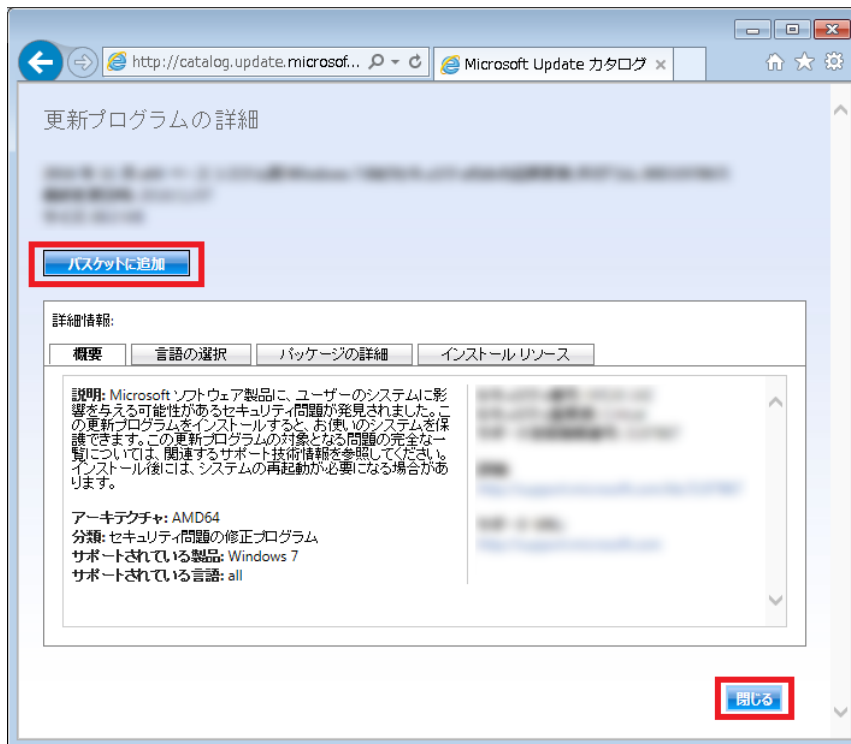 http://catalog.update.microsof...
Microsoft Update カタログ
更新プログラムの詳細
バスケットに追加
詳細情報:
概要
言語の選択
パッケージの詳細
インストール リソース
説明: Microsoft ソフトウェア製品に、ユーザーのシステムに影
響を与える可能性があるセキュリティ問題が発見されました。こ
の更新プログラムをインストールすると、お使いのシステムを保
護できます。この更新プログラムの対象となる問題の完全な一
覧については、関連するサポート技術情報を参照してください。
インストール後には、システムの再起動が必要になる場合があ
ります。
アーキテクチャ: AMD64
分類: セキュリティ問題の修正プログラム
サポートされている製品: Windows 7
サポートされている言語: all
閉じる